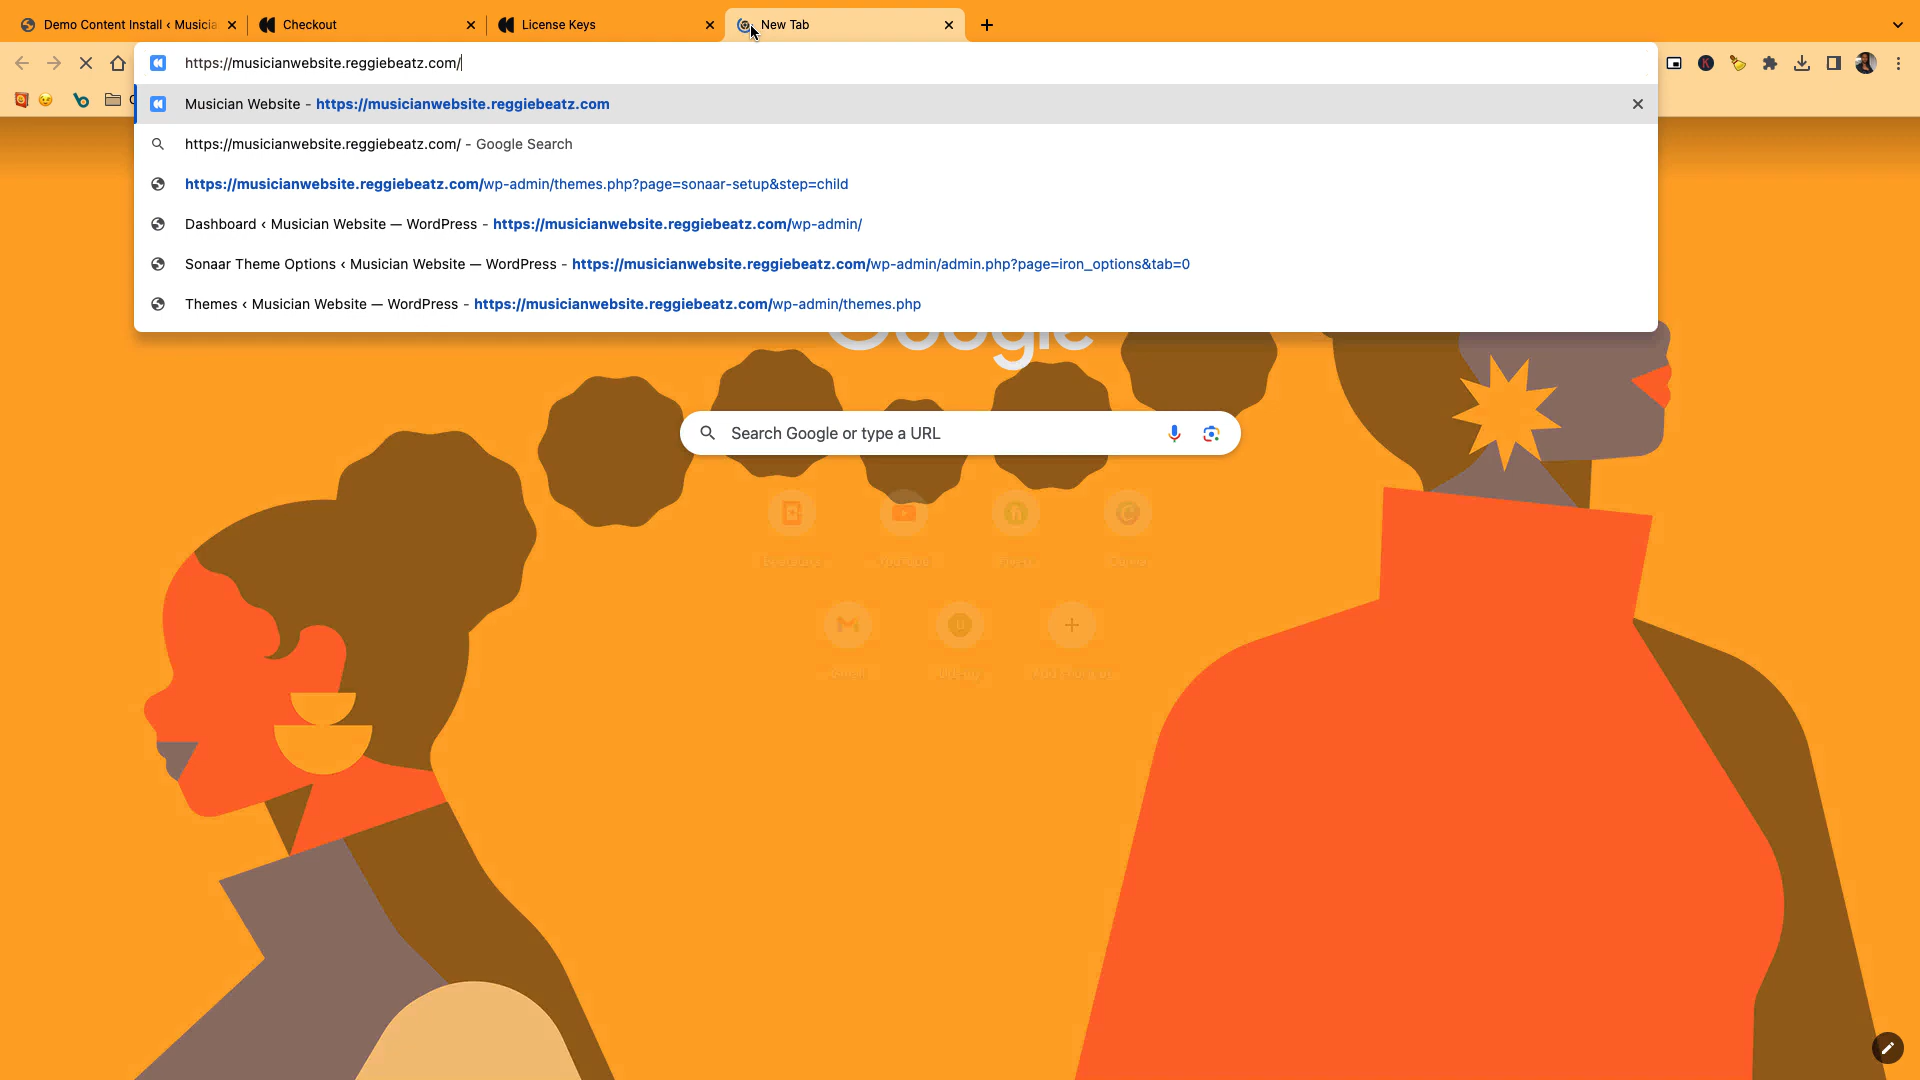 Demo Content Install ‹ Musicia
Checkout
License Keys
New Tab
https://musicianwebsite.reggiebeatz.com/
Musician Website - https://musicianwebsite.reggiebeatz.com
https://musicianwebsite.reggiebeatz.com/ - Google Search
https://musicianwebsite.reggiebeatz.com/wp-admin/themes.php?page=sonaar-setup&step=child
Dashboard ‹ Musician Website — WordPress - https://musicianwebsite.reggiebeatz.com/wp-admin/
Sonaar Theme Options ‹ Musician Website — WordPress - https://musicianwebsite.reggiebeatz.com/wp-admin/admin.php?page=iron_options&tab=0
Themes ‹ Musician Website — WordPress - https://musicianwebsite.reggiebeatz.com/wp-admin/themes.php
Google
Search Google or type a URL